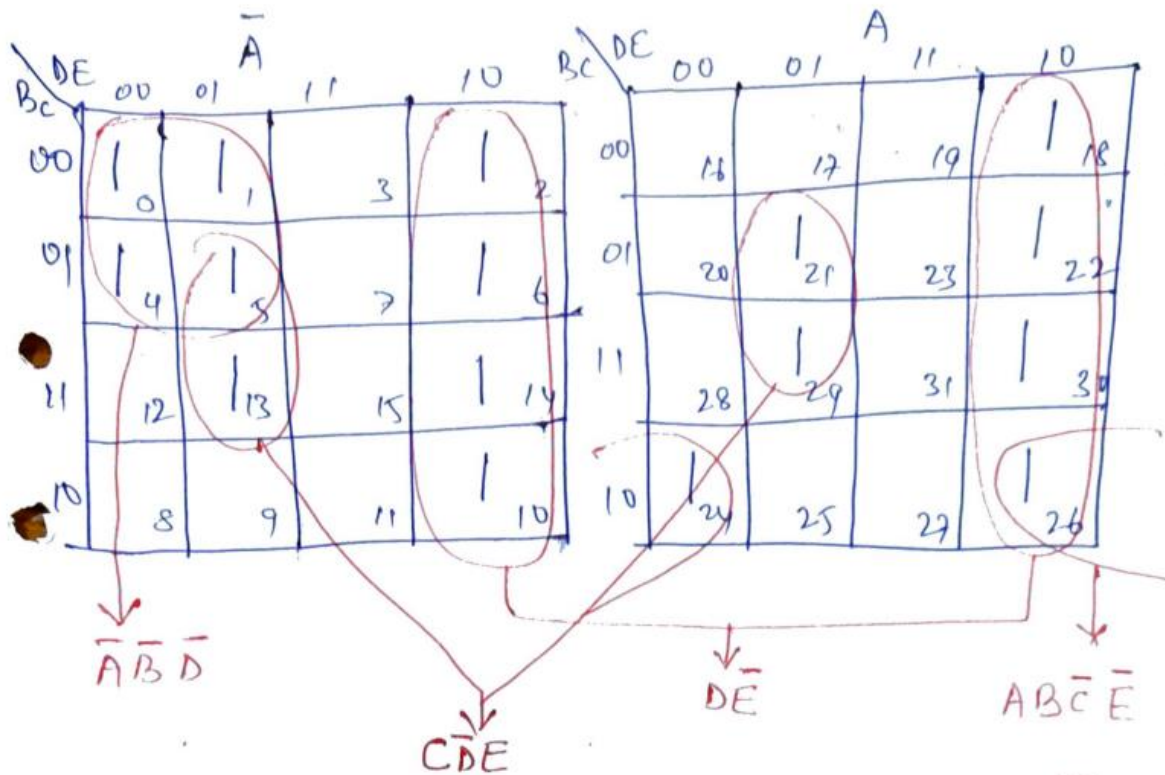 Ā A
DE DE
BC 00 01 11 10 BC 00 01 11 10
00 1 0 1 1 3 1 2 00 16 17 19 1 18
01 1 4 1 5 7 1 6 01 20 1 21 23 1 22
11 12 1 13 15 1 14 11 28 1 29 31 1 30
10 8 9 11 1 10 10 1 24 25 27 1 26
Ā B̄ D̄ DĒ ABC̄ Ē
CD̄E